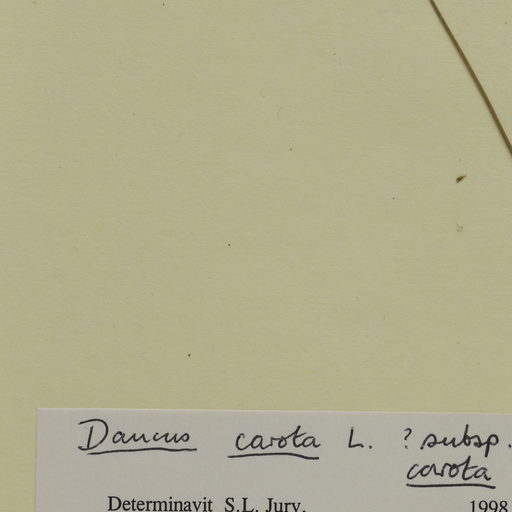 Daucus carota L. ? subsp.
carota
Determinavit S.L. Jury. 1998